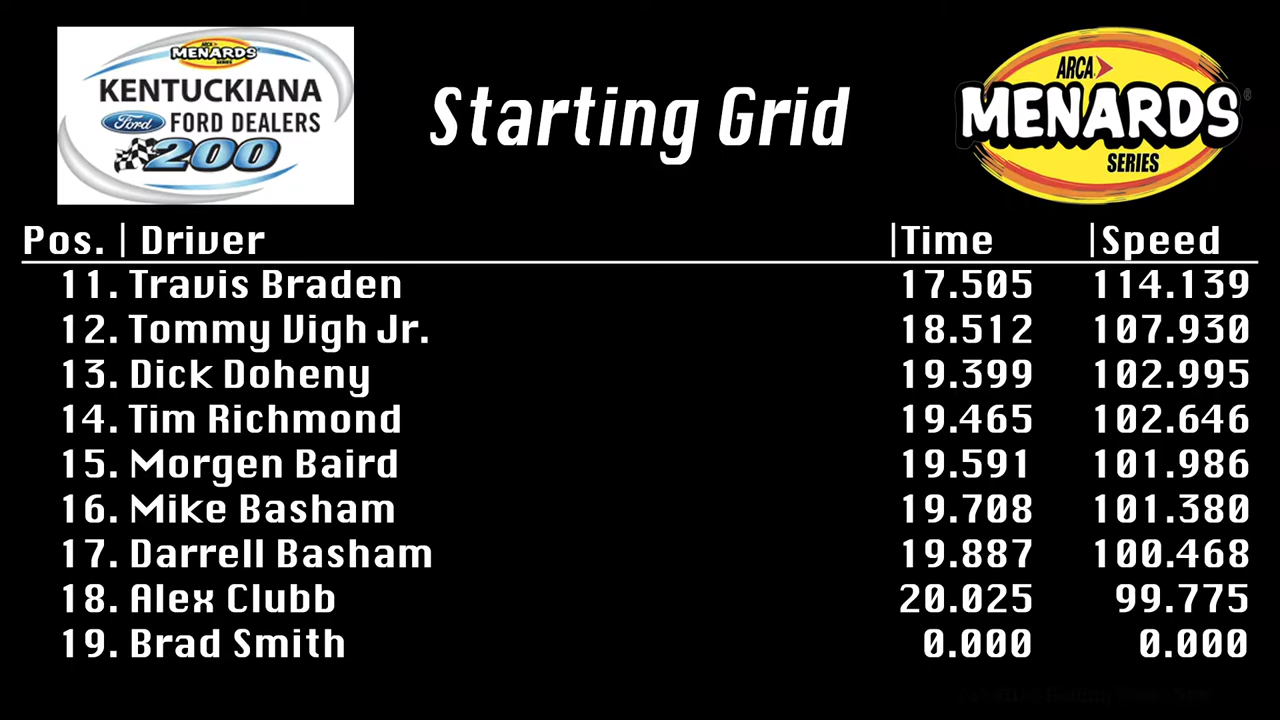 ARCA
MENARDS
SERIES
KENTUCKIANA
Ford FORD DEALERS
200
Starting Grid
ARCA
MENARDS®
SERIES
Pos. | Driver |Time |Speed
11. Travis Braden 17.505 114.139
12. Tommy Vigh Jr. 18.512 107.930
13. Dick Doheny 19.399 102.995
14. Tim Richmond 19.465 102.646
15. Morgen Baird 19.591 101.986
16. Mike Basham 19.708 101.380
17. Darrell Basham 19.887 100.468
18. Alex Clubb 20.025 99.775
19. Brad Smith 0.000 0.000